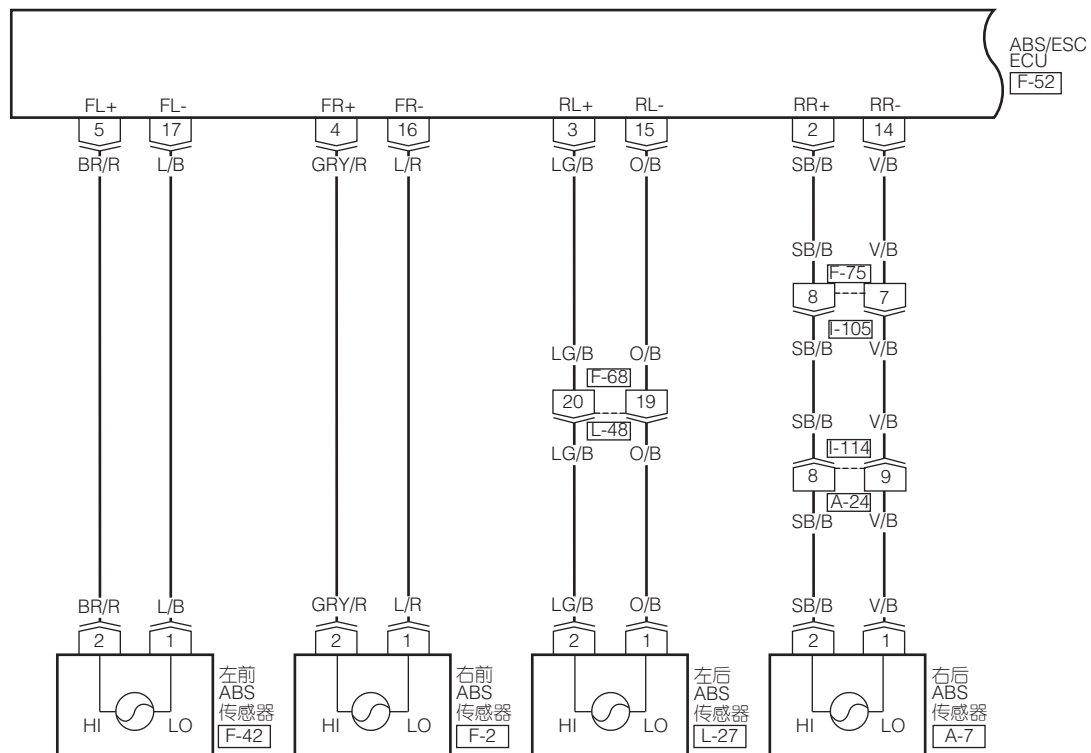 ABS/ESC
ECU
F-52
FL+ FL- FR+ FR- RL+ RL- RR+ RR-
5 17 4 16 3 15 2 14
BR/R L/B GRY/R L/R LG/B O/B SB/B V/B
SB/B V/B
F-75
8 7
I-105
SB/B V/B
LG/B O/B
F-68
20 19
L-48
LG/B O/B
SB/B V/B
I-114
8 9
A-24
SB/B V/B
BR/R L/B GRY/R L/R LG/B O/B SB/B V/B
2 1 2 1 2 1 2 1
HI LO
左前
ABS
传感器
F-42
HI LO
右前
ABS
传感器
F-2
HI LO
左后
ABS
传感器
L-27
HI LO
右后
ABS
传感器
A-7